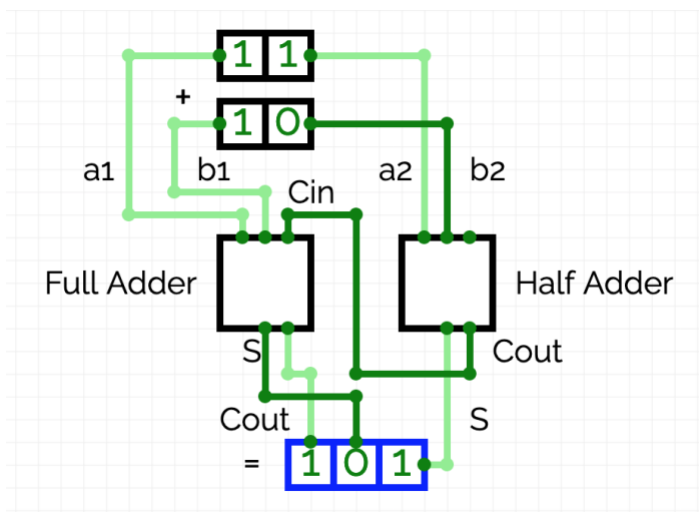 1 1
+
1 0
a1
b1
a2
b2
Cin
Full Adder
Half Adder
S
Cout
Cout
S
=
1 0 1